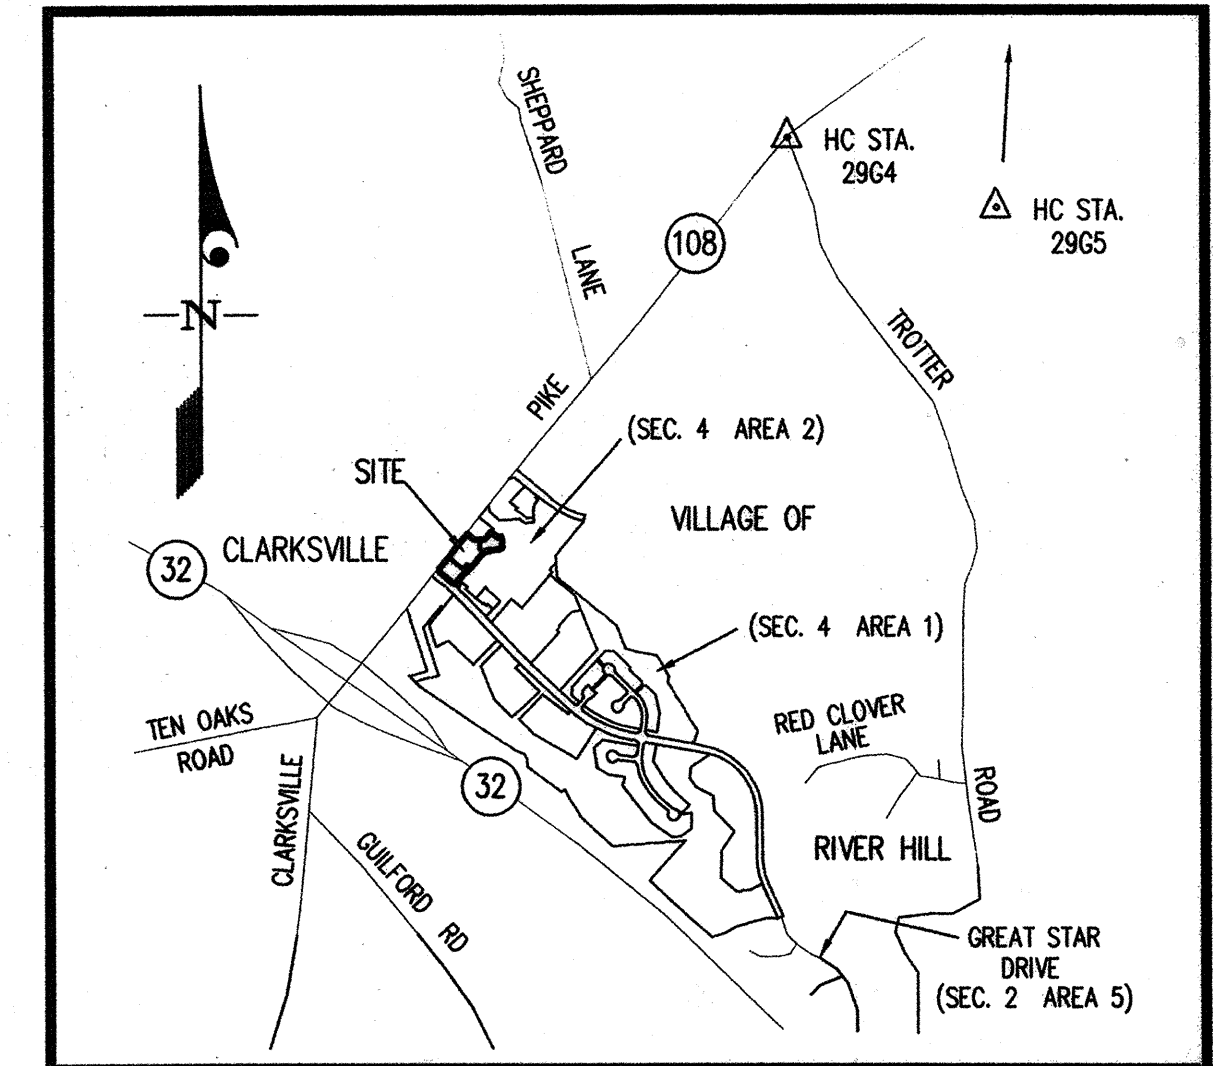 SHEPPARD
LANE
HC STA.
29G4
HC STA.
29G5
108
N
TROTTER
PIKE
(SEC. 4 AREA 2)
SITE
VILLAGE OF
CLARKSVILLE
32
(SEC. 4 AREA 1)
TEN OAKS
ROAD
RED CLOVER
LANE
CLARKSVILLE
32
ROAD
GUILFORD RD
RIVER HILL
GREAT STAR
DRIVE
(SEC. 2 AREA 5)